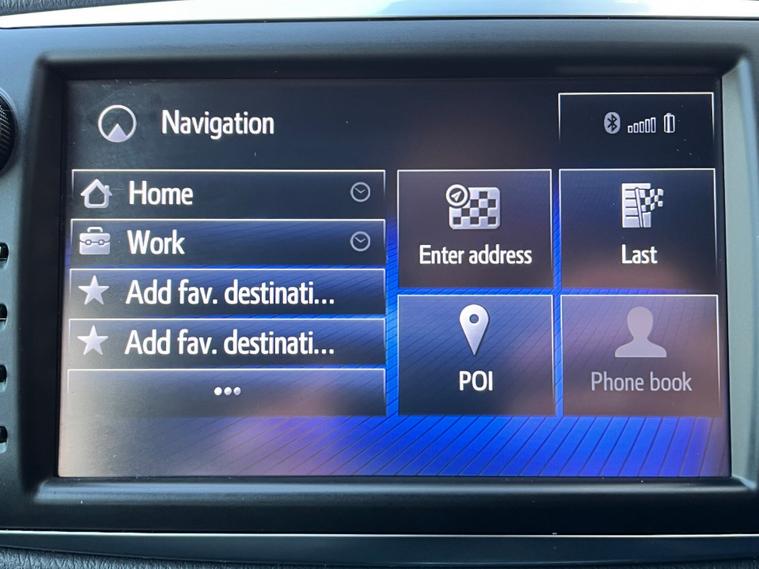 Navigation
Home
Work
Add fav. destinati...
Add fav. destinati...
Enter address
Last
POI
Phone book